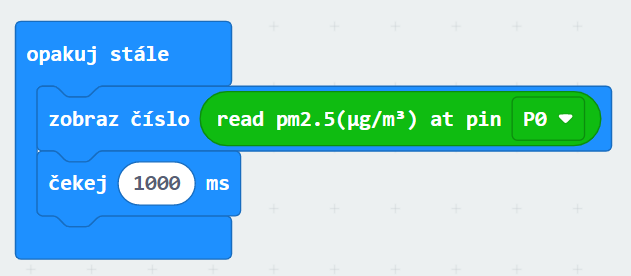 opakuj stále
zobraz číslo read pm2.5(μg/m³) at pin P0
čekej 1000 ms